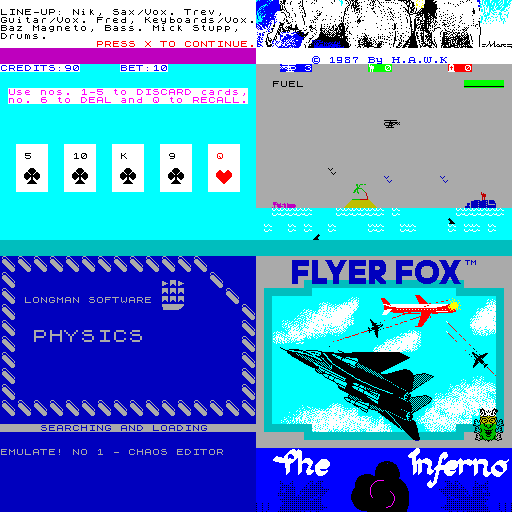 LINE-UP: Nik, Sax/Vox. Trev,
Guitar/Vox. Fred, Keyboards/Vox.
Baz Magneto, Bass. Mick Stupp,
Drums.
PRESS X TO CONTINUE.
© 1987 By H.A.W.K
CREDITS:90 BET:10
FUEL
Use nos. 1-5 to DISCARD cards,
no. 6 to DEAL and Q to RECALL.
5 10 K 9 Q
LONGMAN SOFTWARE
PHYSICS
SEARCHING AND LOADING
EMULATE! NO 1 - CHAOS EDITOR
FLYER FOX™
The Inferno